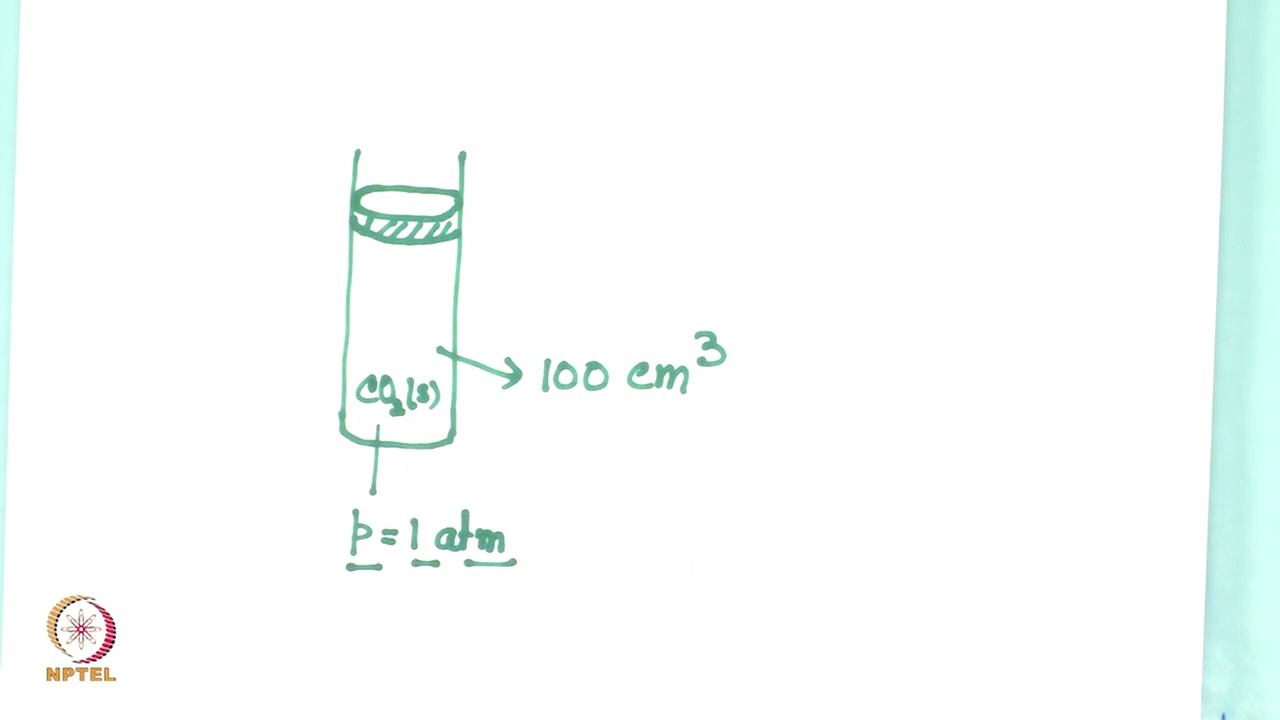 100 cm³
CO₂(s)
p = 1 atm
NPTEL